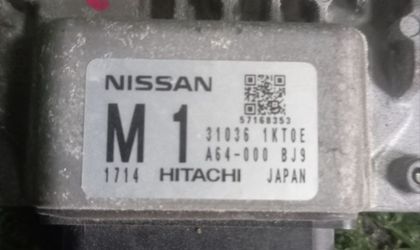 NISSAN
57168353
M 1
31036 1KT0E
A64-000 BJ9
1714 HITACHI JAPAN